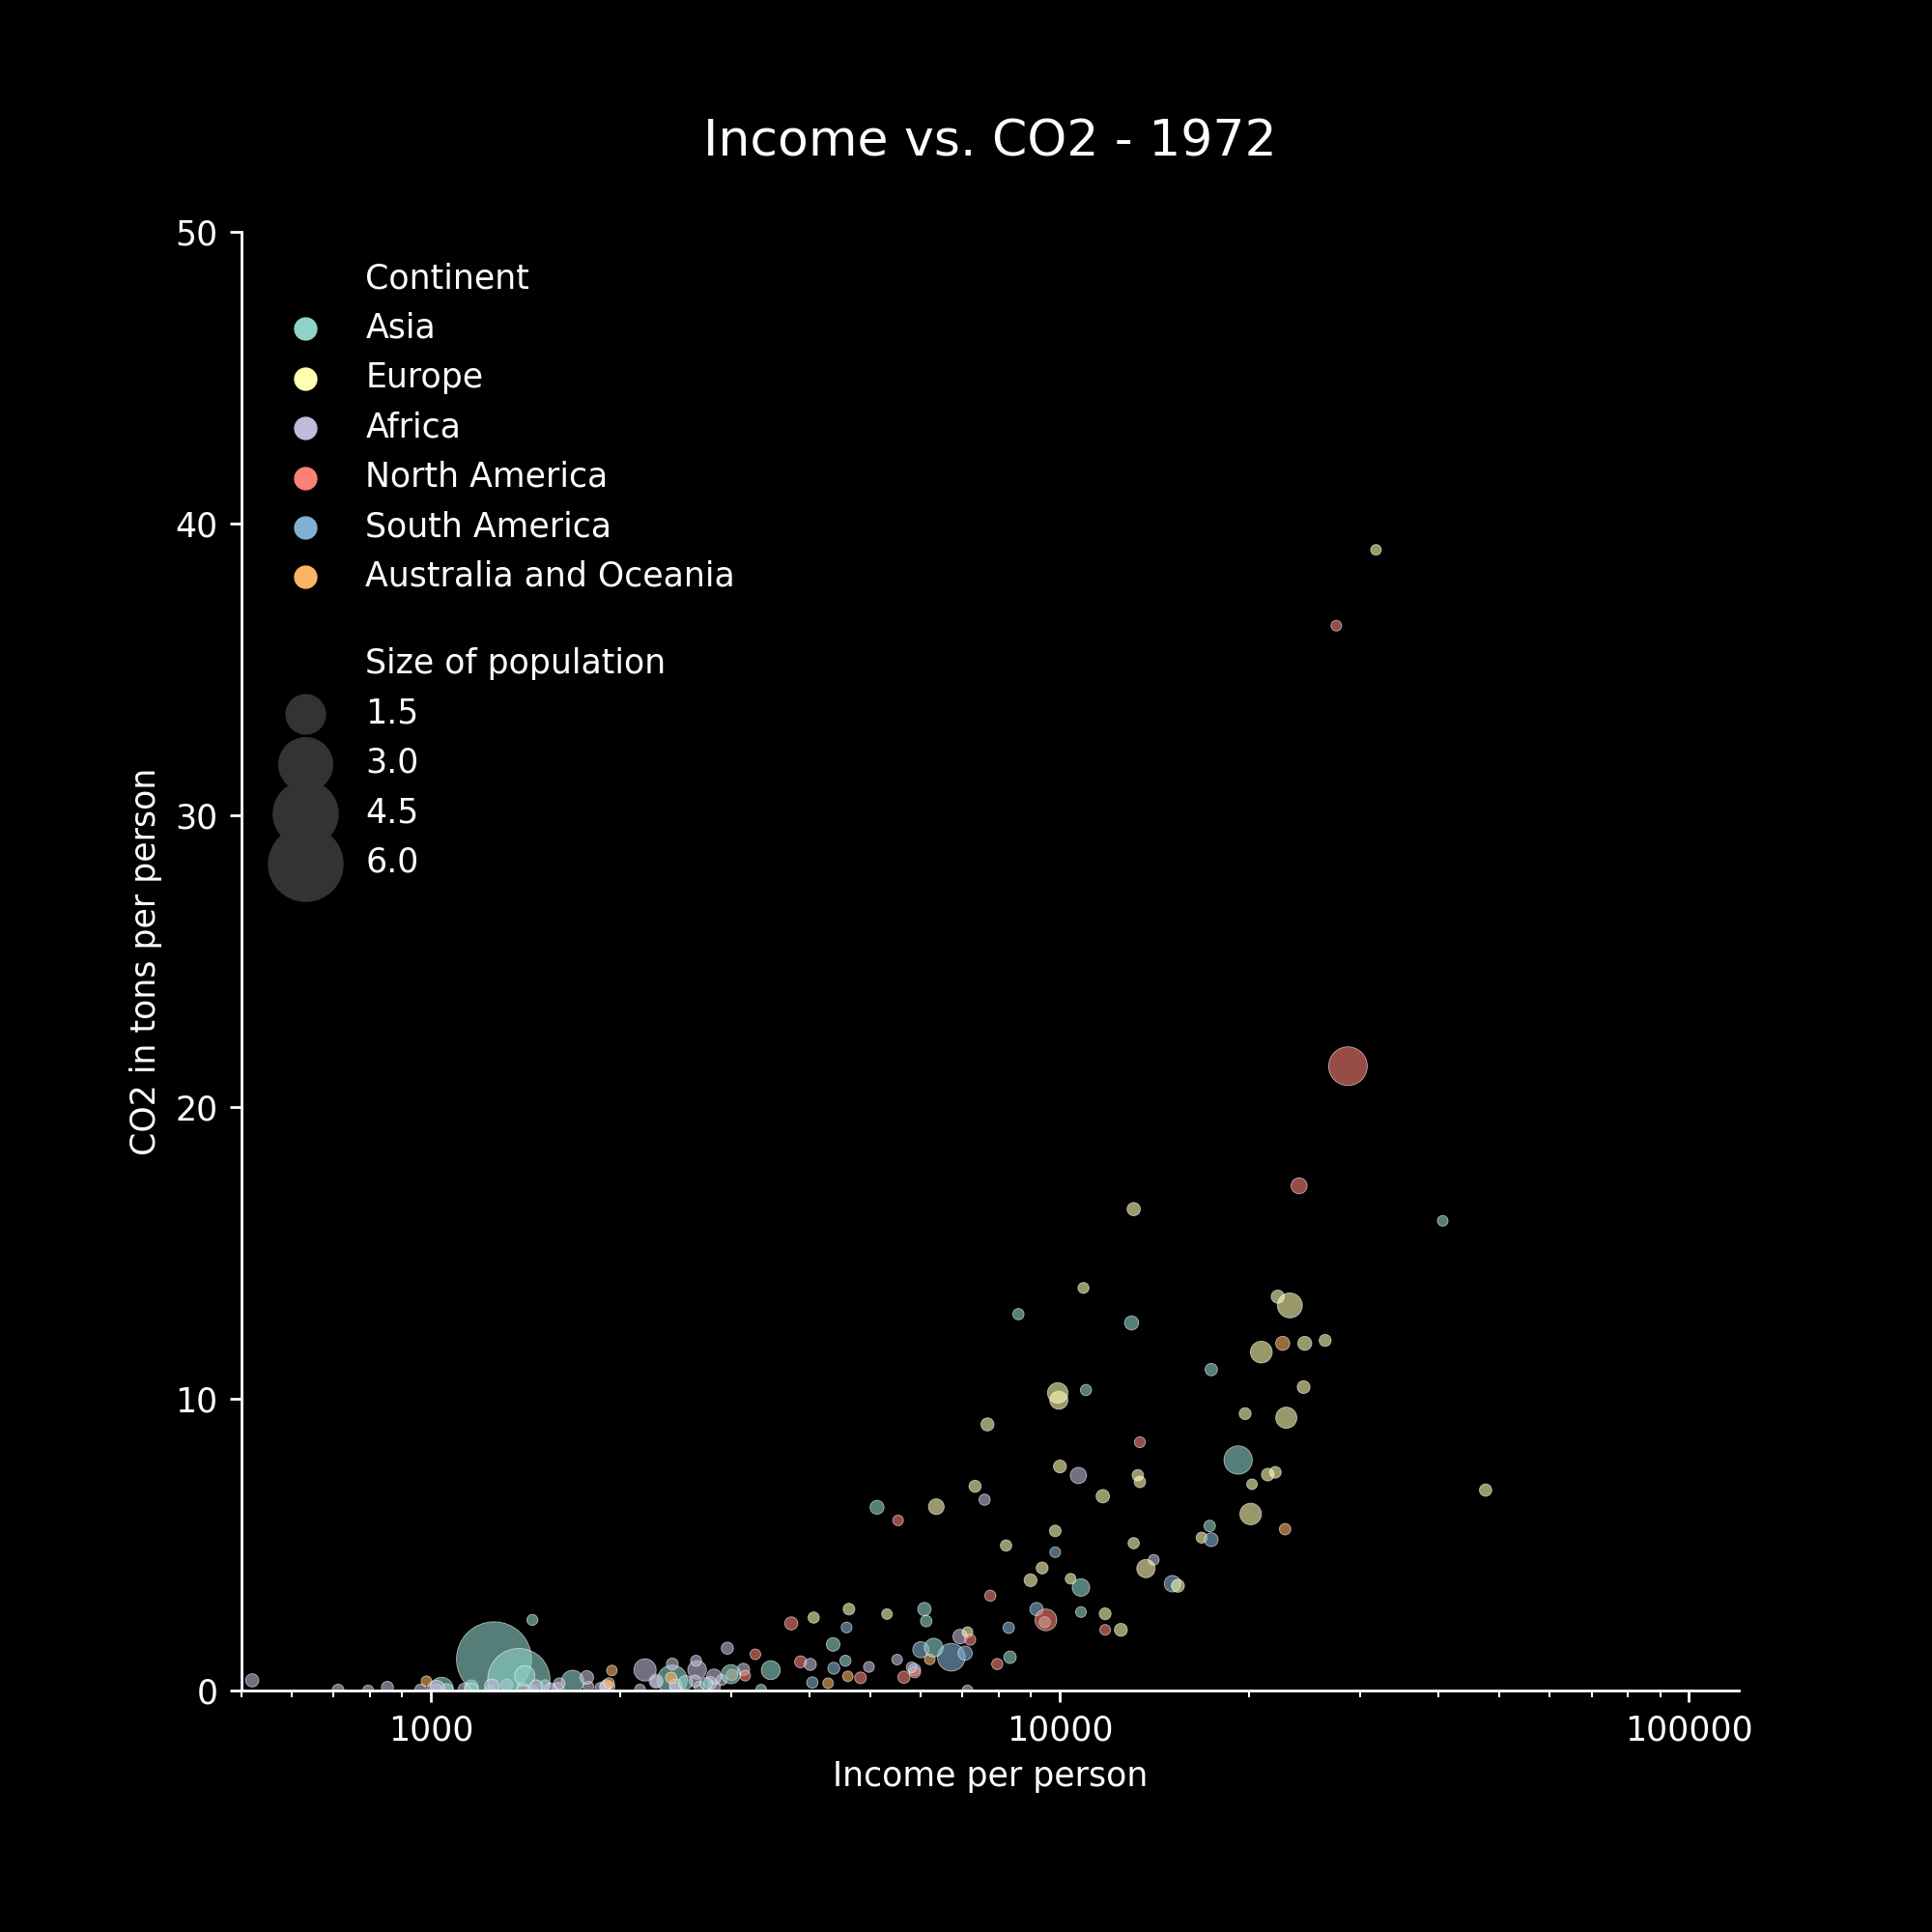 Income vs. CO2 - 1972
50
40
30
20
10
0
CO2 in tons per person
Continent
Asia
Europe
Africa
North America
South America
Australia and Oceania
Size of population
1.5
3.0
4.5
6.0
1000
10000
100000
Income per person